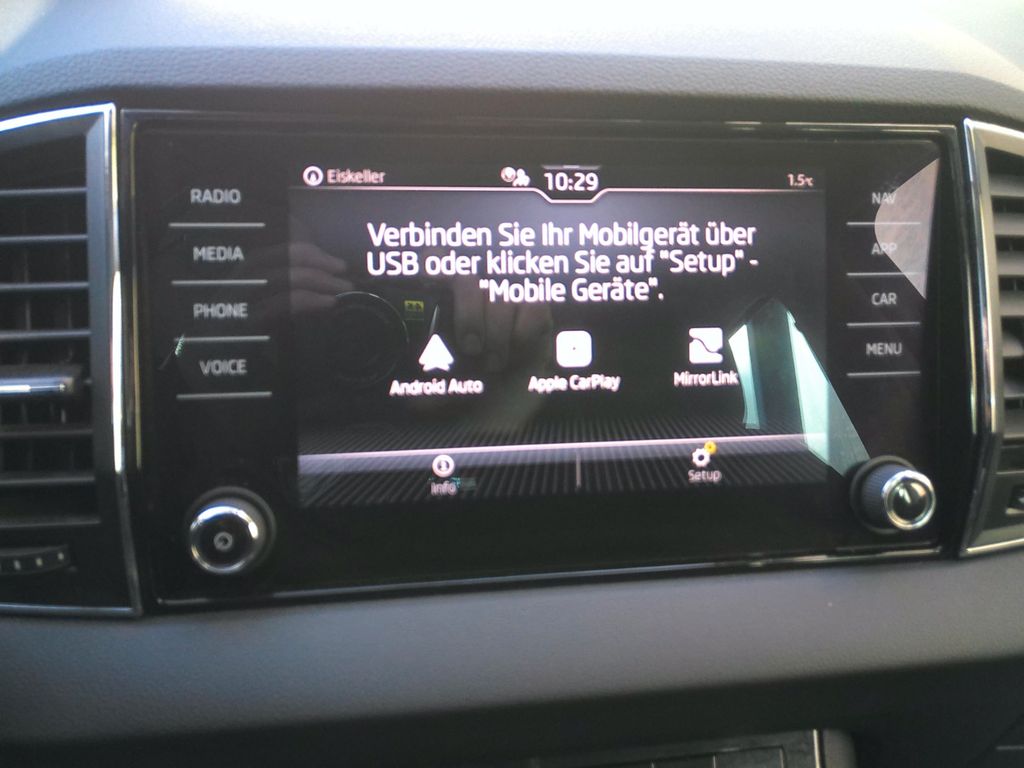 Eiskeller
10:29
1.5°c
RADIO
MEDIA
PHONE
VOICE
NAV
APP
CAR
MENU
Verbinden Sie Ihr Mobilgerät über
USB oder klicken Sie auf "Setup" -
"Mobile Geräte".
Android Auto
Apple CarPlay
MirrorLink
Info
Setup